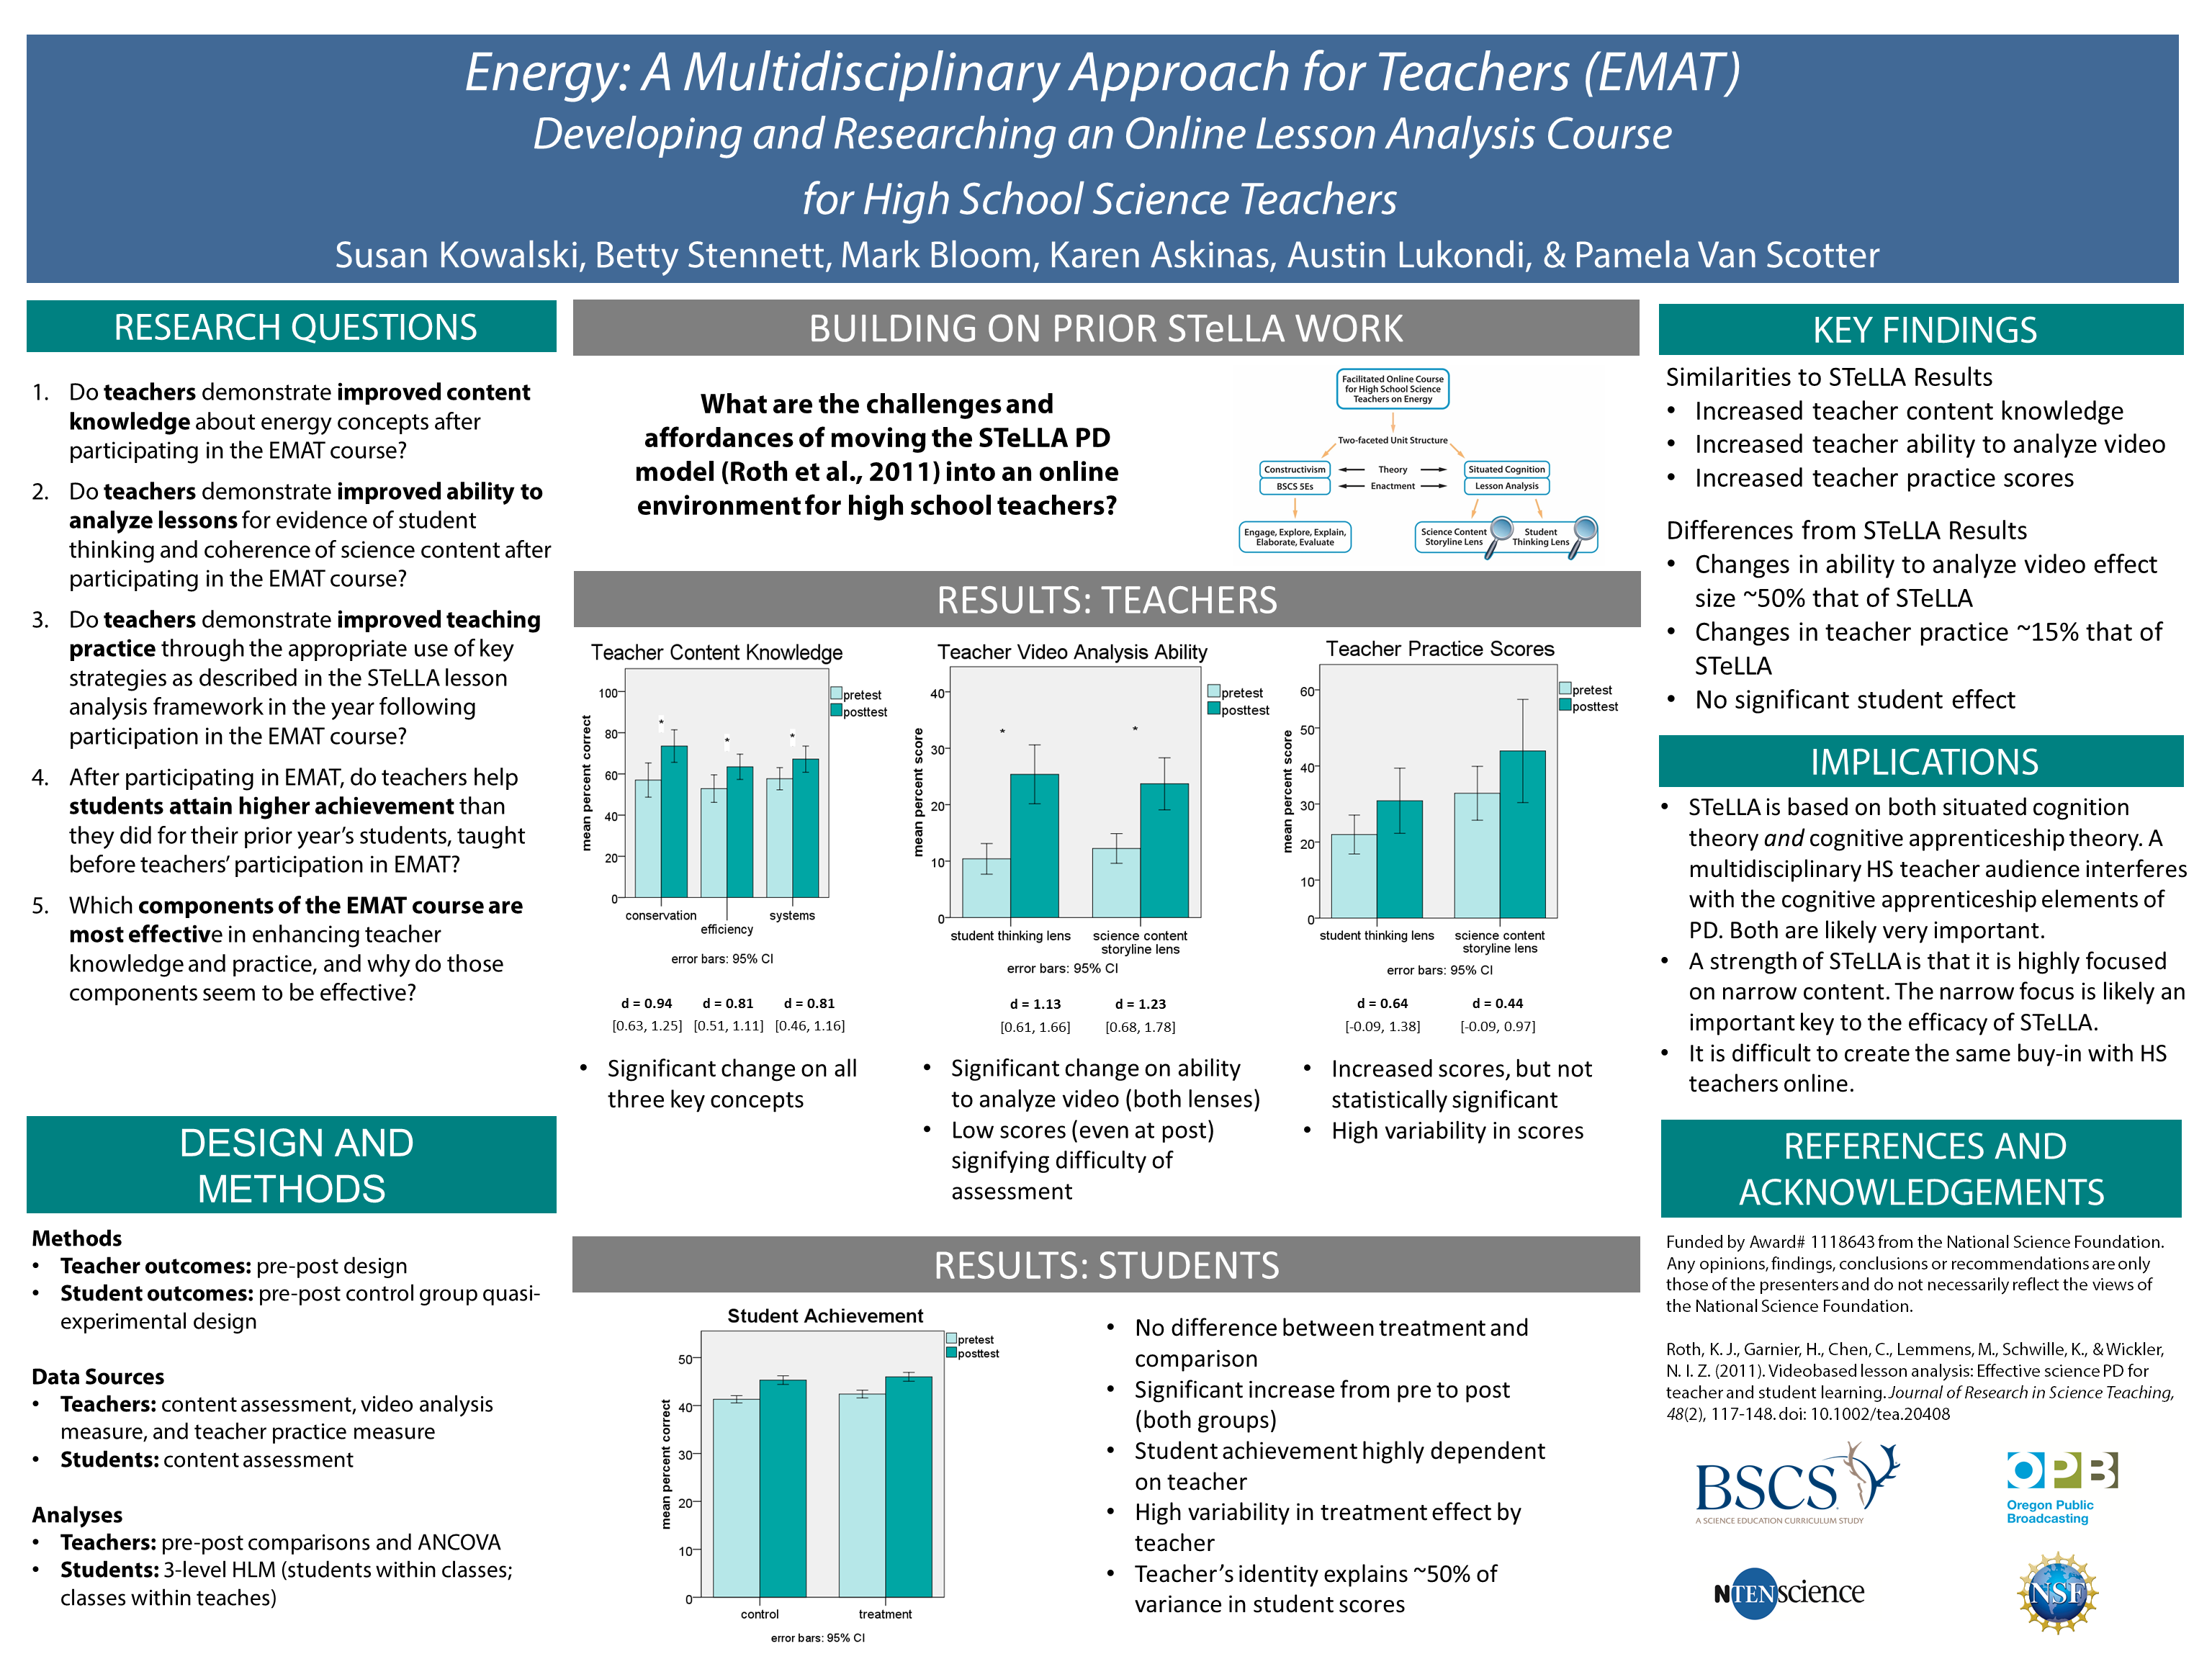 Energy: A Multidisciplinary Approach for Teachers (EMAT)
Developing and Researching an Online Lesson Analysis Course
for High School Science Teachers
Susan Kowalski, Betty Stennett, Mark Bloom, Karen Askinas, Austin Lukondi, & Pamela Van Scotter
RESEARCH QUESTIONS
1. Do teachers demonstrate improved content
knowledge about energy concepts after
participating in the EMAT course?
2. Do teachers demonstrate improved ability to
analyze lessons for evidence of student
thinking and coherence of science content after
participating in the EMAT course?
3. Do teachers demonstrate improved teaching
practice through the appropriate use of key
strategies as described in the STeLLA lesson
analysis framework in the year following
participation in the EMAT course?
4. After participating in EMAT, do teachers help
students attain higher achievement than
they did for their prior year's students, taught
before teachers' participation in EMAT?
5. Which components of the EMAT course are
most effective in enhancing teacher
knowledge and practice, and why do those
components seem to be effective?
DESIGN AND
METHODS
Methods
• Teacher outcomes: pre-post design
• Student outcomes: pre-post control group quasi-
experimental design
Data Sources
• Teachers: content assessment, video analysis
measure, and teacher practice measure
• Students: content assessment
Analyses
• Teachers: pre-post comparisons and ANCOVA
• Students: 3-level HLM (students within classes;
classes within teaches)
BUILDING ON PRIOR STeLLA WORK
What are the challenges and
affordances of moving the STeLLA PD
model (Roth et al., 2011) into an online
environment for high school teachers?
Facilitated Online Course
for High School Science
Teachers on Energy
Two-faceted Unit Structure
Constructivism Theory Situated Cognition
BSCS 5Es Enactment Lesson Analysis
Engage, Explore, Explain,
Elaborate, Evaluate
Science Content
Storyline Lens
Student
Thinking Lens
RESULTS: TEACHERS
Teacher Content Knowledge
pretest
posttest
mean percent correct
100
80
60
40
20
0
* * *
conservation
efficiency
systems
error bars: 95% CI
d = 0.94 d = 0.81 d = 0.81
[0.63, 1.25] [0.51, 1.11] [0.46, 1.16]
• Significant change on all
three key concepts
Teacher Video Analysis Ability
pretest
posttest
mean percent score
40
30
20
10
0
* *
student thinking lens
science content
storyline lens
error bars: 95% CI
d = 1.13 d = 1.23
[0.61, 1.66] [0.68, 1.78]
• Significant change on ability
to analyze video (both lenses)
• Low scores (even at post)
signifying difficulty of
assessment
Teacher Practice Scores
pretest
posttest
mean percent score
60
50
40
30
20
10
0
student thinking lens
science content
storyline lens
error bars: 95% CI
d = 0.64 d = 0.44
[-0.09, 1.38] [-0.09, 0.97]
• Increased scores, but not
statistically significant
• High variability in scores
RESULTS: STUDENTS
Student Achievement
pretest
posttest
mean percent correct
50
40
30
20
10
0
control treatment
error bars: 95% CI
• No difference between treatment and
comparison
• Significant increase from pre to post
(both groups)
• Student achievement highly dependent
on teacher
• High variability in treatment effect by
teacher
• Teacher's identity explains ~50% of
variance in student scores
KEY FINDINGS
Similarities to STeLLA Results
• Increased teacher content knowledge
• Increased teacher ability to analyze video
• Increased teacher practice scores
Differences from STeLLA Results
• Changes in ability to analyze video effect
size ~50% that of STeLLA
• Changes in teacher practice ~15% that of
STeLLA
• No significant student effect
IMPLICATIONS
• STeLLA is based on both situated cognition
theory and cognitive apprenticeship theory. A
multidisciplinary HS teacher audience interferes
with the cognitive apprenticeship elements of
PD. Both are likely very important.
• A strength of STeLLA is that it is highly focused
on narrow content. The narrow focus is likely an
important key to the efficacy of STeLLA.
• It is difficult to create the same buy-in with HS
teachers online.
REFERENCES AND
ACKNOWLEDGEMENTS
Funded by Award# 1118643 from the National Science Foundation.
Any opinions, findings, conclusions or recommendations are only
those of the presenters and do not necessarily reflect the views of
the National Science Foundation.
Roth, K. J., Garnier, H., Chen, C., Lemmens, M., Schwille, K., & Wickler,
N. I. Z. (2011). Videobased lesson analysis: Effective science PD for
teacher and student learning. Journal of Research in Science Teaching,
48(2), 117-148. doi: 10.1002/tea.20408
BSCS
A SCIENCE EDUCATION CURRICULUM STUDY
OPB
Oregon Public
Broadcasting
NTENscience
NSF